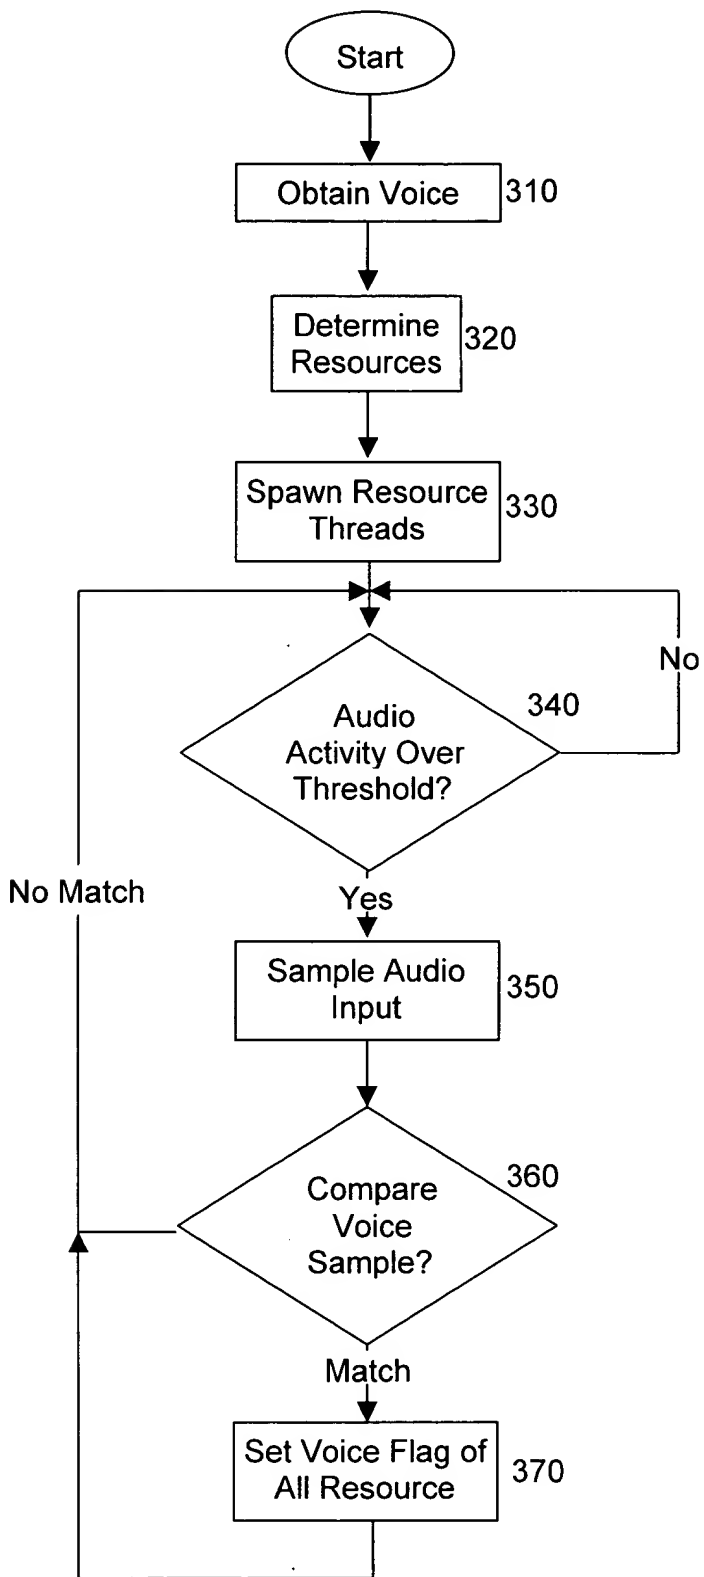 Start
Obtain Voice
310
Determine
Resources
320
Spawn Resource
Threads
330
No
340
Audio
Activity Over
Threshold?
No Match
Yes
Sample Audio
Input
350
360
Compare
Voice
Sample?
Match
Set Voice Flag of
All Resource
370